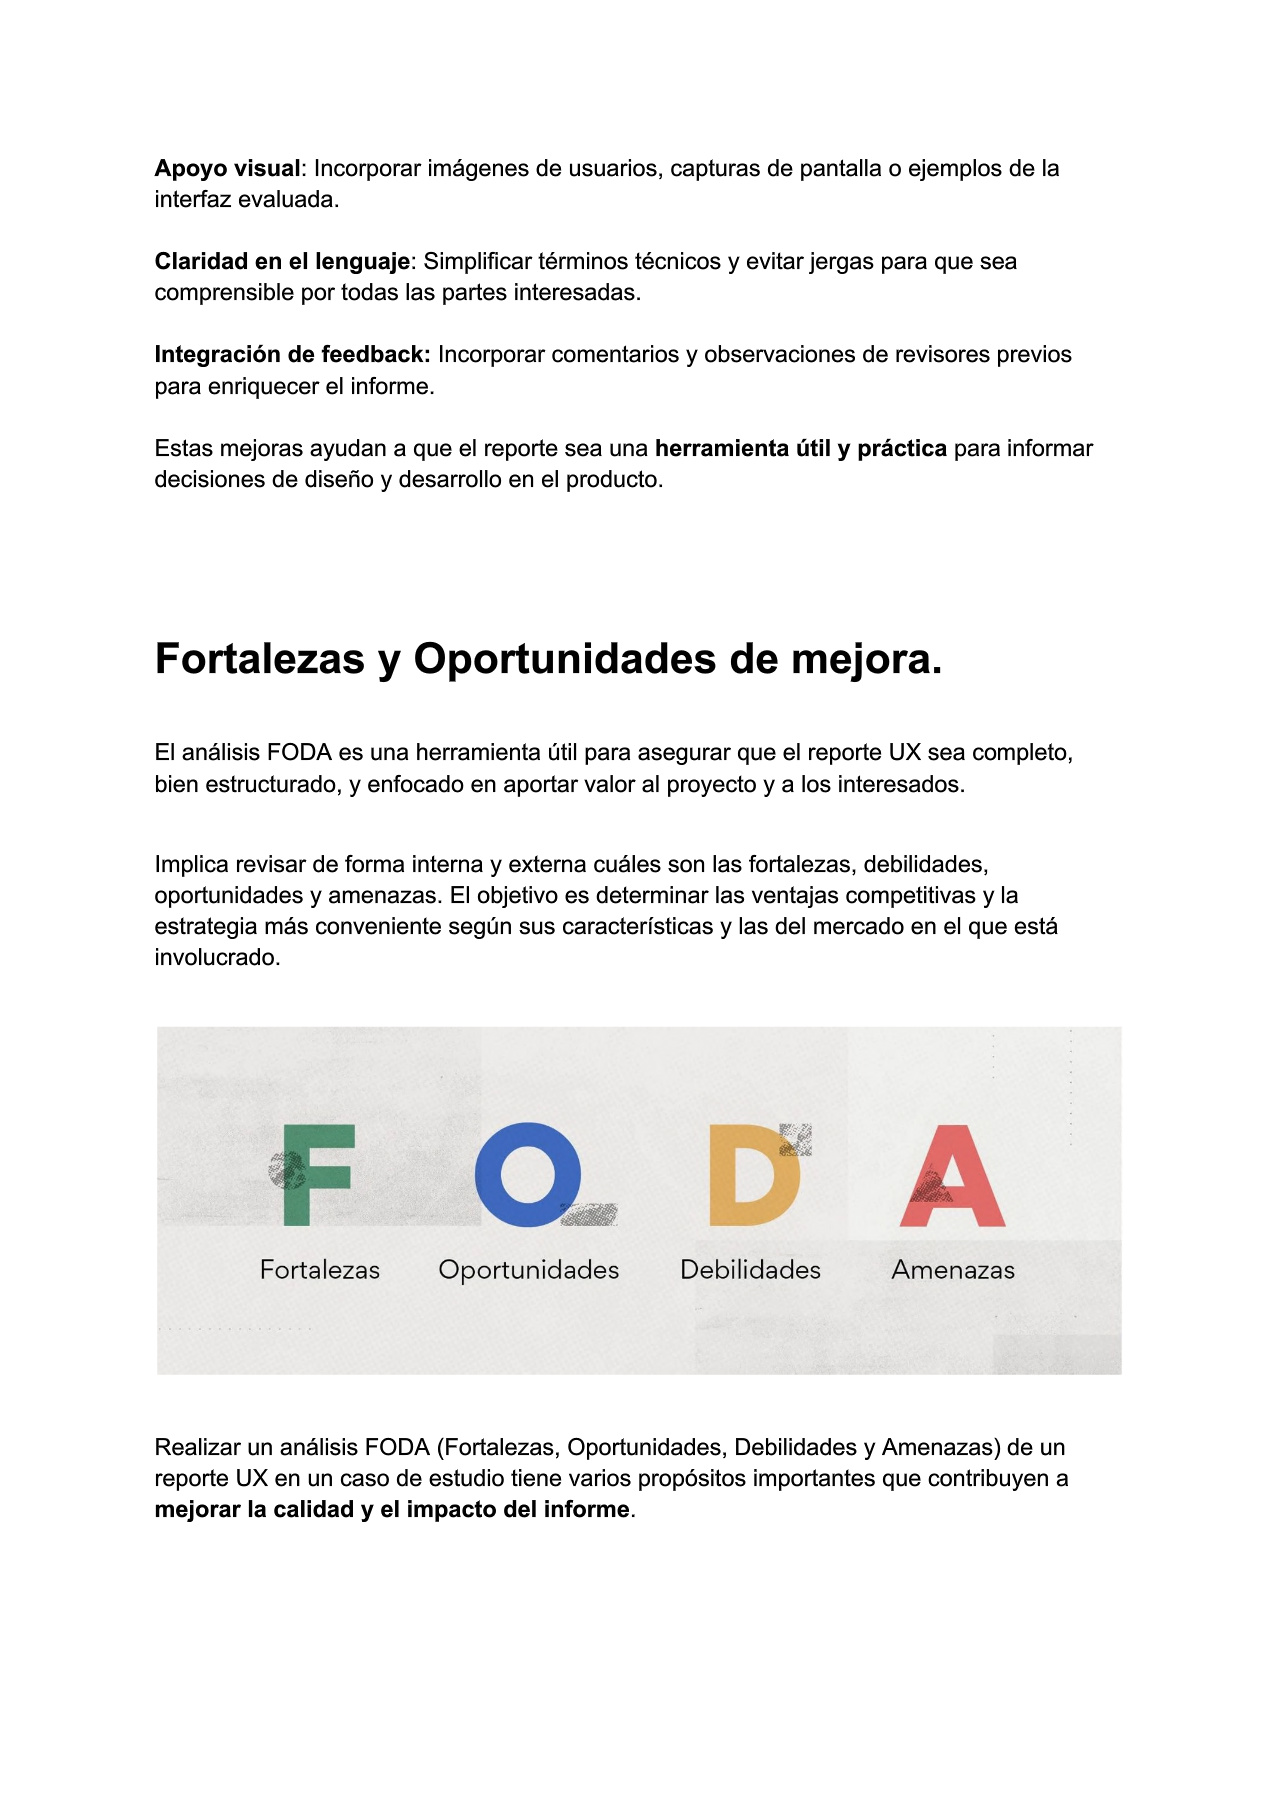 Apoyo visual: Incorporar imágenes de usuarios, capturas de pantalla o ejemplos de la
interfaz evaluada.
Claridad en el lenguaje: Simplificar términos técnicos y evitar jergas para que sea
comprensible por todas las partes interesadas.
Integración de feedback: Incorporar comentarios y observaciones de revisores previos
para enriquecer el informe.
Estas mejoras ayudan a que el reporte sea una herramienta útil y práctica para informar
decisiones de diseño y desarrollo en el producto.
Fortalezas y Oportunidades de mejora.
El análisis FODA es una herramienta útil para asegurar que el reporte UX sea completo,
bien estructurado, y enfocado en aportar valor al proyecto y a los interesados.
Implica revisar de forma interna y externa cuáles son las fortalezas, debilidades,
oportunidades y amenazas. El objetivo es determinar las ventajas competitivas y la
estrategia más conveniente según sus características y las del mercado en el que está
involucrado.
F O D A
Fortalezas Oportunidades Debilidades Amenazas
Realizar un análisis FODA (Fortalezas, Oportunidades, Debilidades y Amenazas) de un
reporte UX en un caso de estudio tiene varios propósitos importantes que contribuyen a
mejorar la calidad y el impacto del informe.